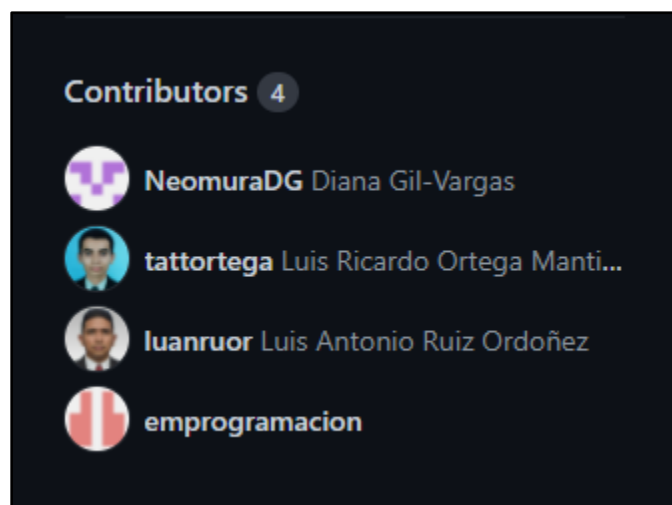 Contributors 4
NeomuraDG Diana Gil-Vargas
tattortega Luis Ricardo Ortega Manti...
luanruor Luis Antonio Ruiz Ordoñez
emprogramacion